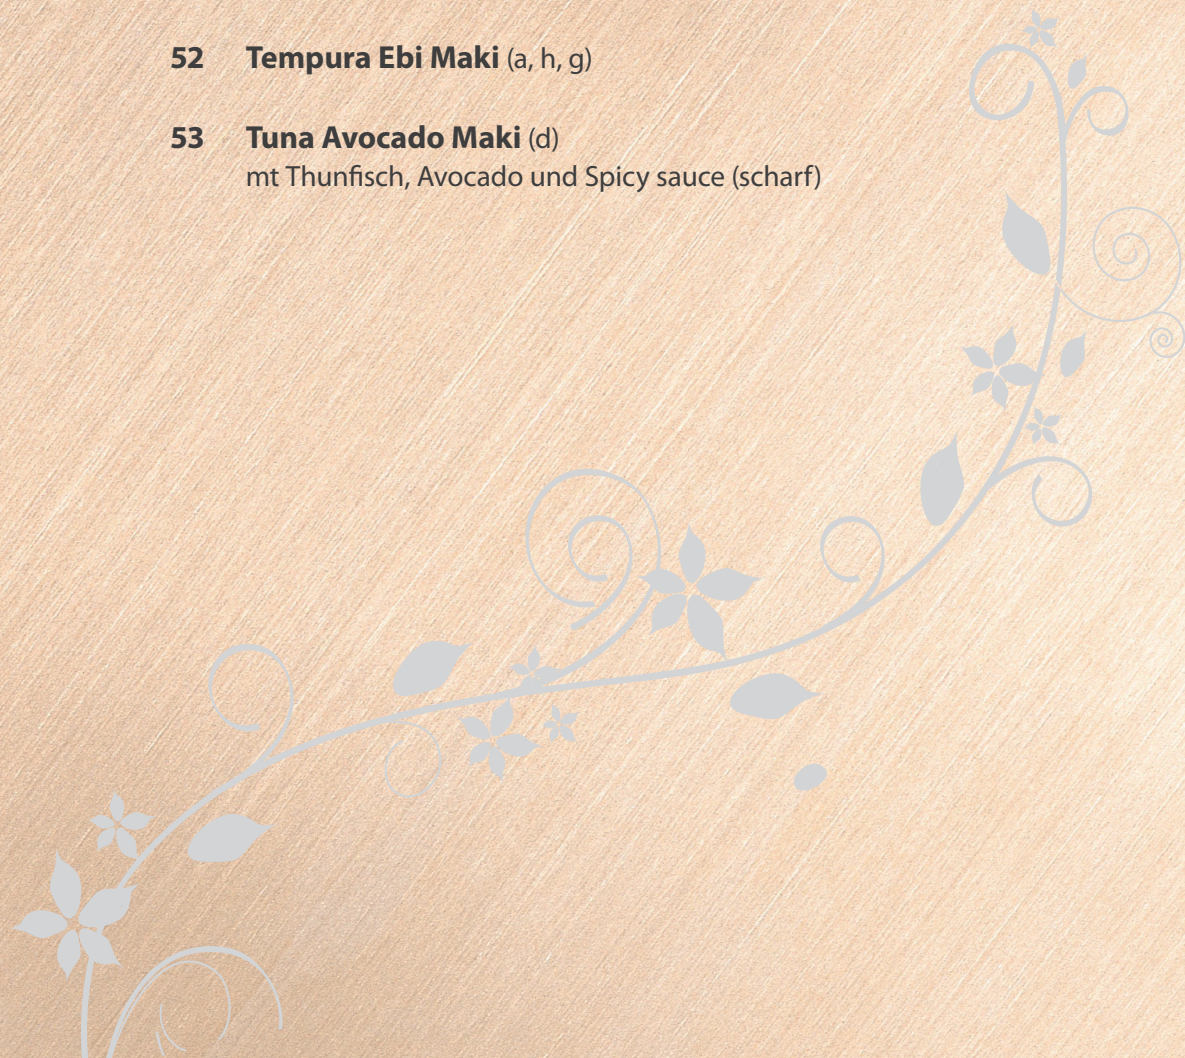 52 Tempura Ebi Maki (a, h, g)
53 Tuna Avocado Maki (d)
mt Thunfisch, Avocado und Spicy sauce (scharf)